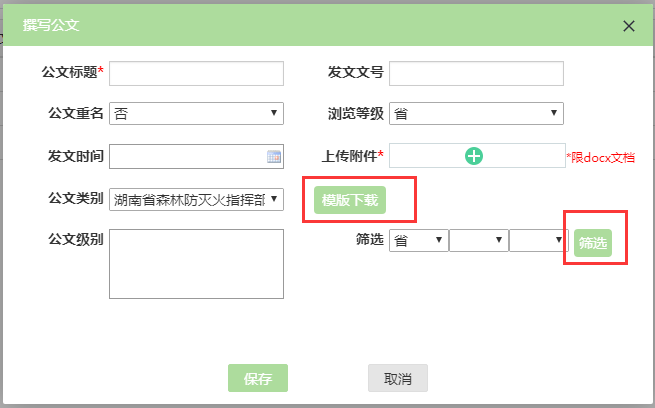 撰写公文
公文标题* 发文文号
公文重名 否 浏览等级 省
发文时间 上传附件* *限docx文档
公文类别 湖南省森林防灭火指挥部 模版下载
公文级别 筛选 省 筛选
保存 取消